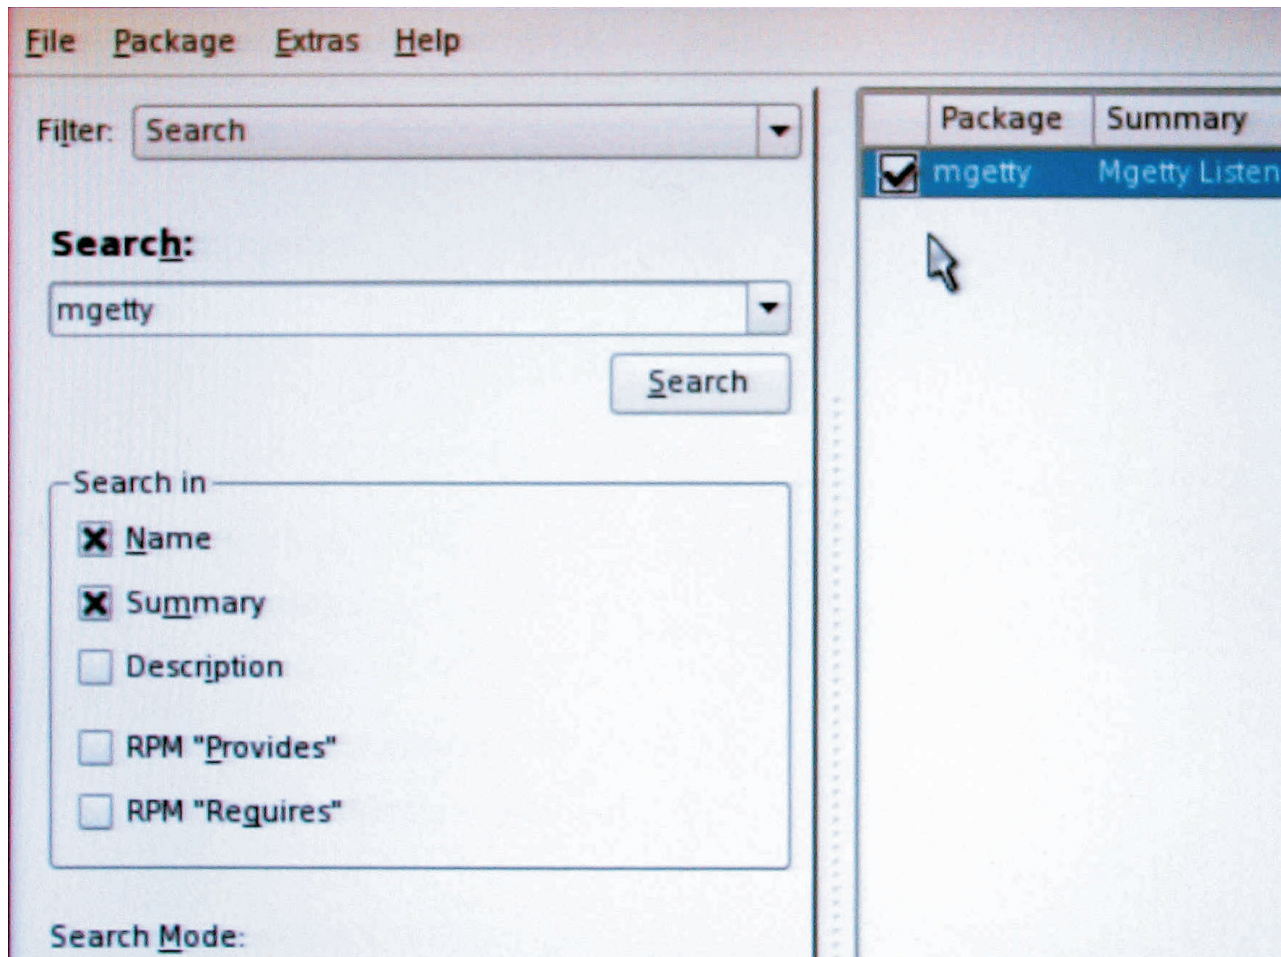 File Package Extras Help
Filter: Search
Search:
mgetty
Search
Search in
Name
Summary
Description
RPM "Provides"
RPM "Requires"
Search Mode:
Package Summary
mgetty Mgetty Listen